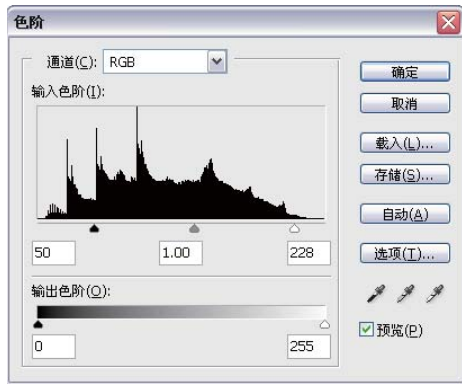 色阶
通道(C): RGB
输入色阶(I):
50 1.00 228
输出色阶(O):
0 255
确定
取消
载入(L)...
存储(S)...
自动(A)
选项(T)...
预览(P)